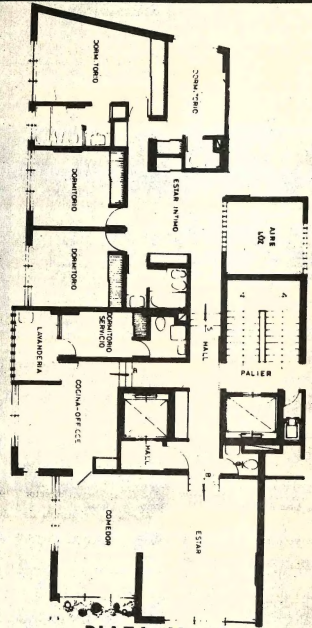 DORMITORIO
DORMITORIO
DORMITORIO
ESTAR INTIMO
DORMITORIO
AIRE
LUZ
DORMITORIO
SERVICIO
HALL
S
PALIER
LAVANDERIA
COCINA-OFFICE
HALL
COMEDOR
ESTAR